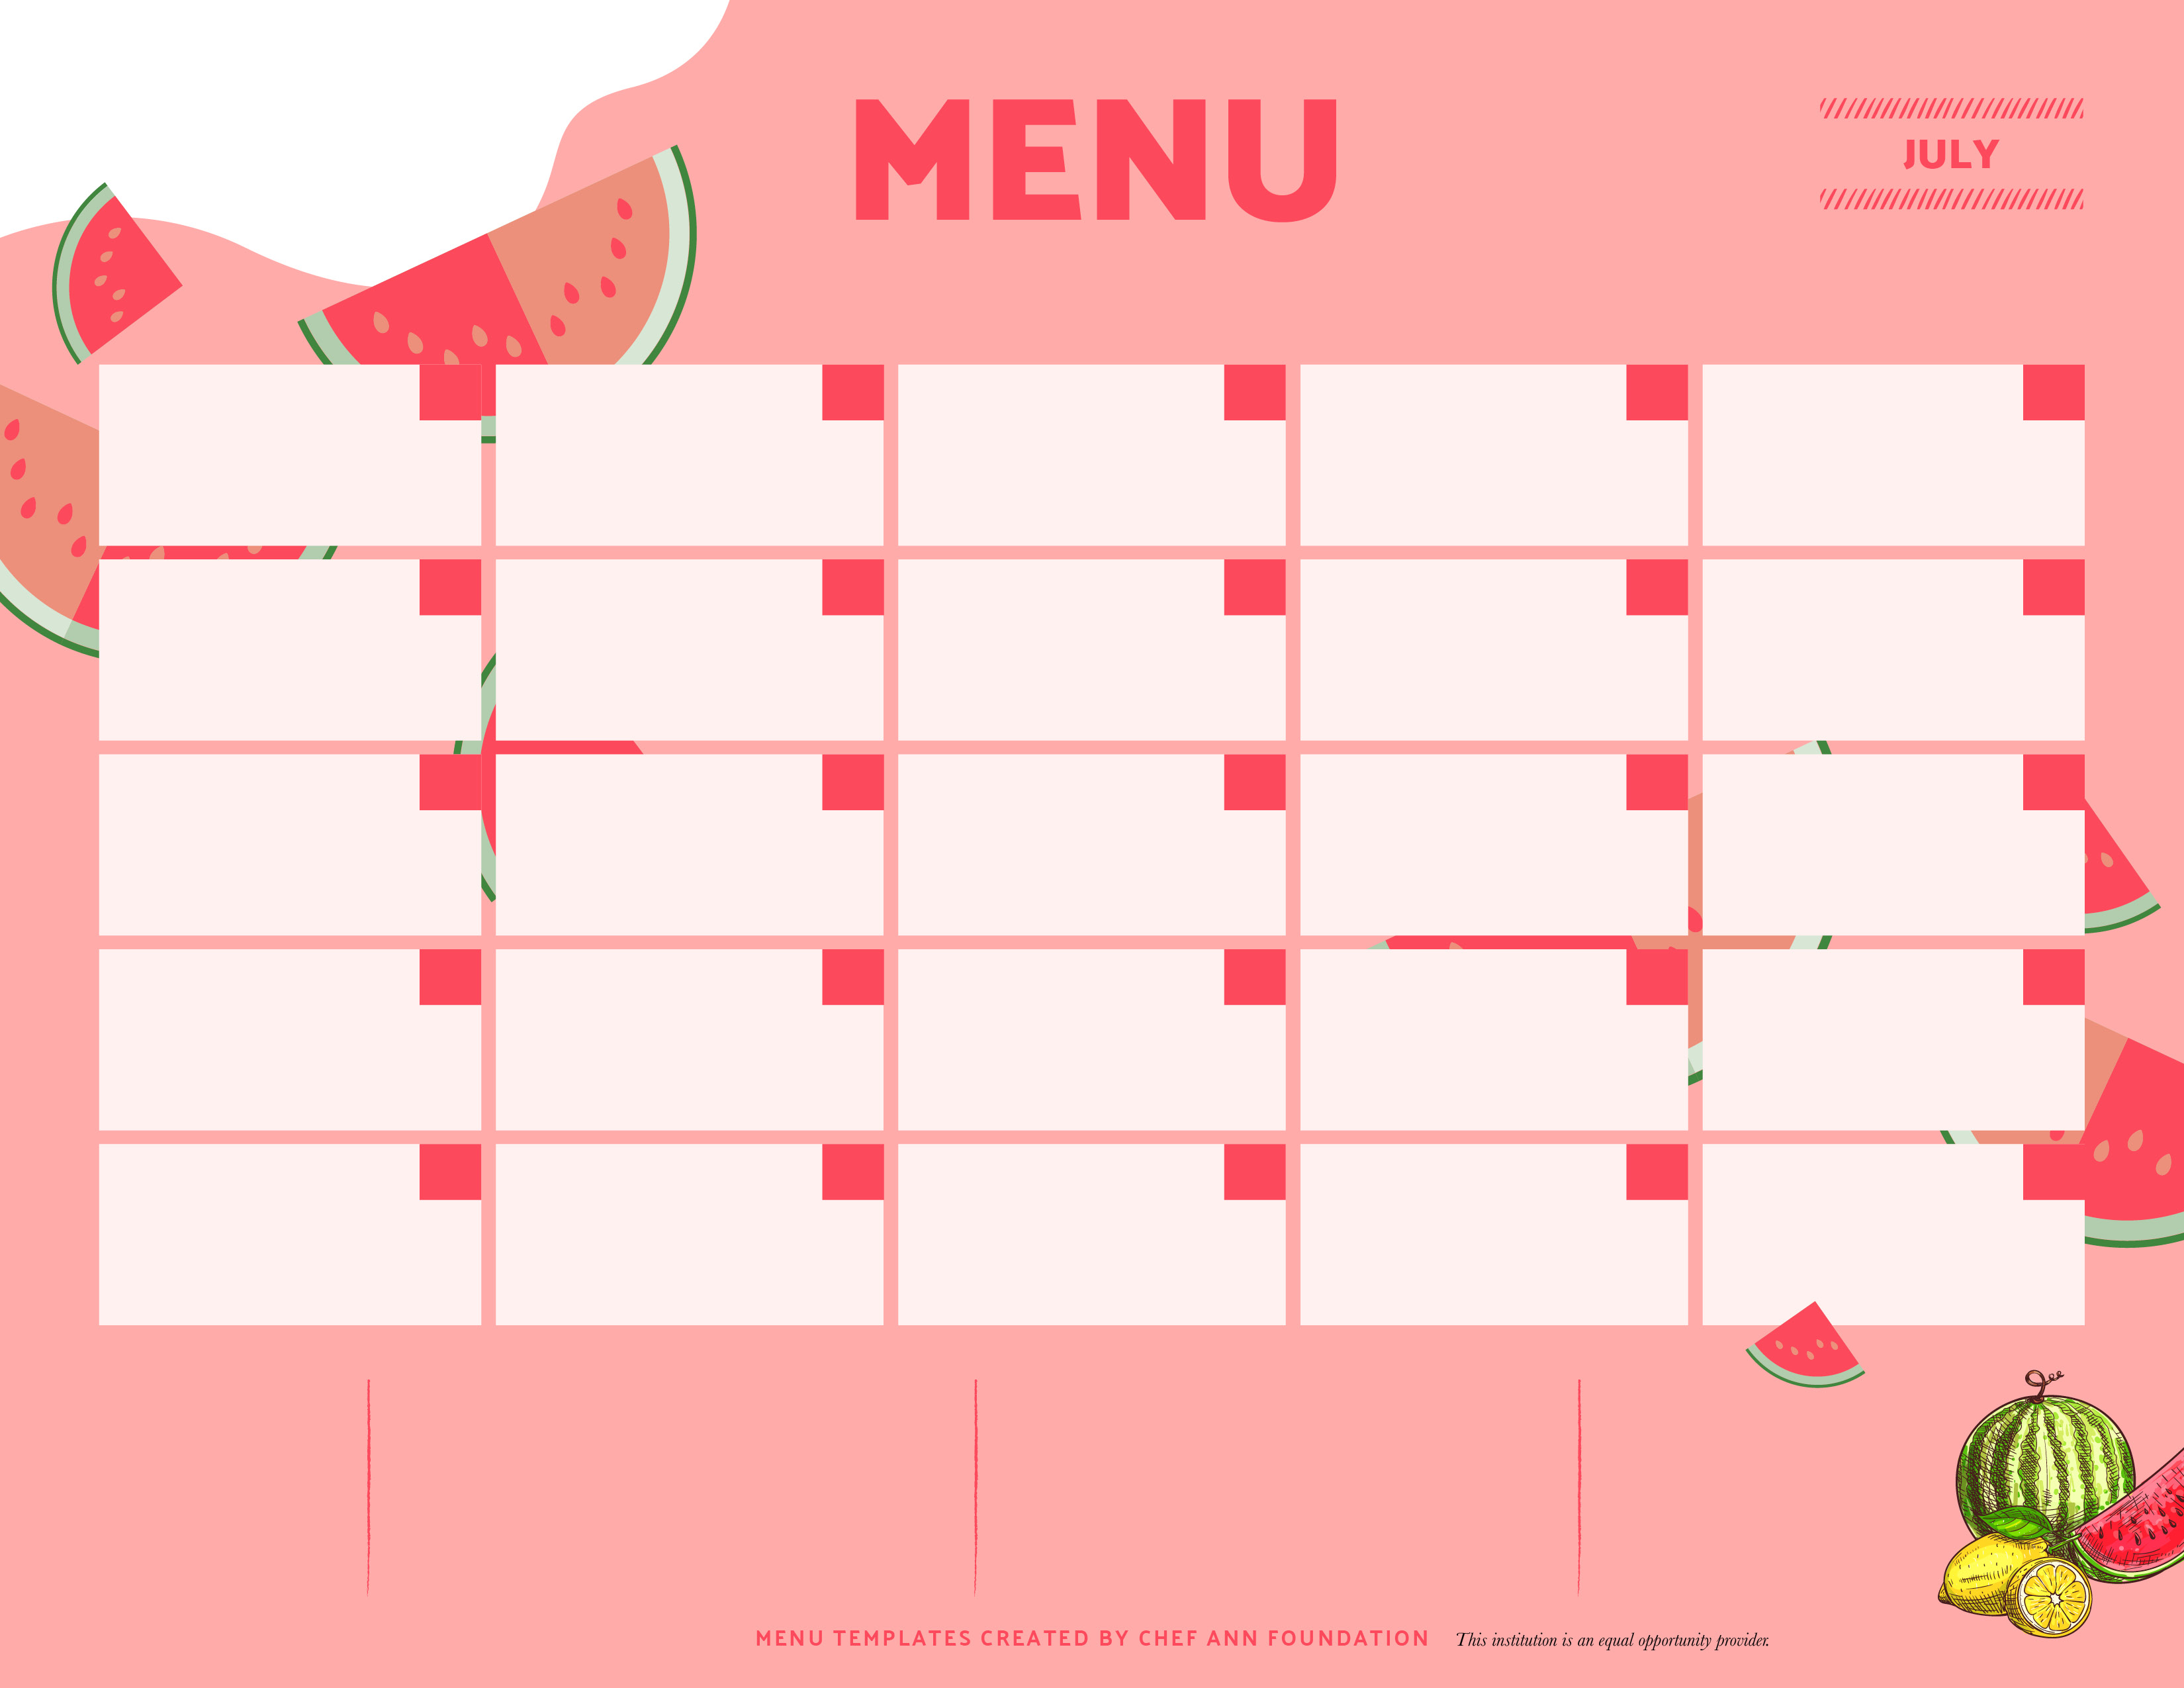 MENU
JULY
MENU TEMPLATES CREATED BY CHEF ANN FOUNDATION
This institution is an equal opportunity provider.